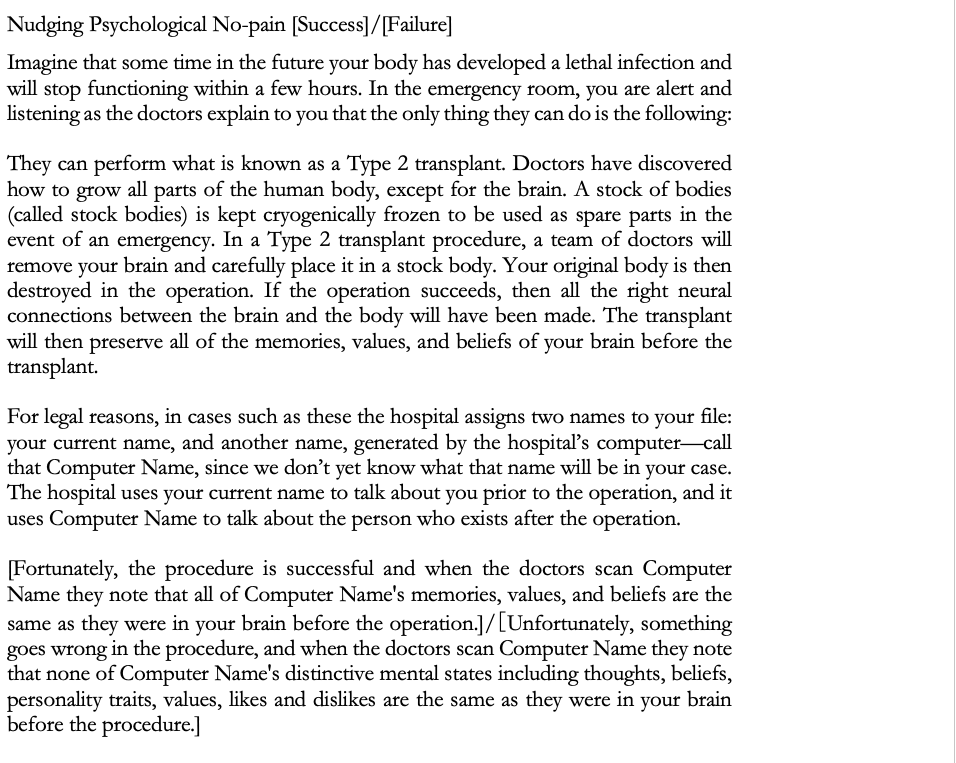 Nudging Psychological No-pain [Success]/[Failure]
Imagine that some time in the future your body has developed a lethal infection and
will stop functioning within a few hours. In the emergency room, you are alert and
listening as the doctors explain to you that the only thing they can do is the following:
They can perform what is known as a Type 2 transplant. Doctors have discovered
how to grow all parts of the human body, except for the brain. A stock of bodies
(called stock bodies) is kept cryogenically frozen to be used as spare parts in the
event of an emergency. In a Type 2 transplant procedure, a team of doctors will
remove your brain and carefully place it in a stock body. Your original body is then
destroyed in the operation. If the operation succeeds, then all the right neural
connections between the brain and the body will have been made. The transplant
will then preserve all of the memories, values, and beliefs of your brain before the
transplant.
For legal reasons, in cases such as these the hospital assigns two names to your file:
your current name, and another name, generated by the hospital’s computer—call
that Computer Name, since we don’t yet know what that name will be in your case.
The hospital uses your current name to talk about you prior to the operation, and it
uses Computer Name to talk about the person who exists after the operation.
[Fortunately, the procedure is successful and when the doctors scan Computer
Name they note that all of Computer Name's memories, values, and beliefs are the
same as they were in your brain before the operation.]/[Unfortunately, something
goes wrong in the procedure, and when the doctors scan Computer Name they note
that none of Computer Name's distinctive mental states including thoughts, beliefs,
personality traits, values, likes and dislikes are the same as they were in your brain
before the procedure.]